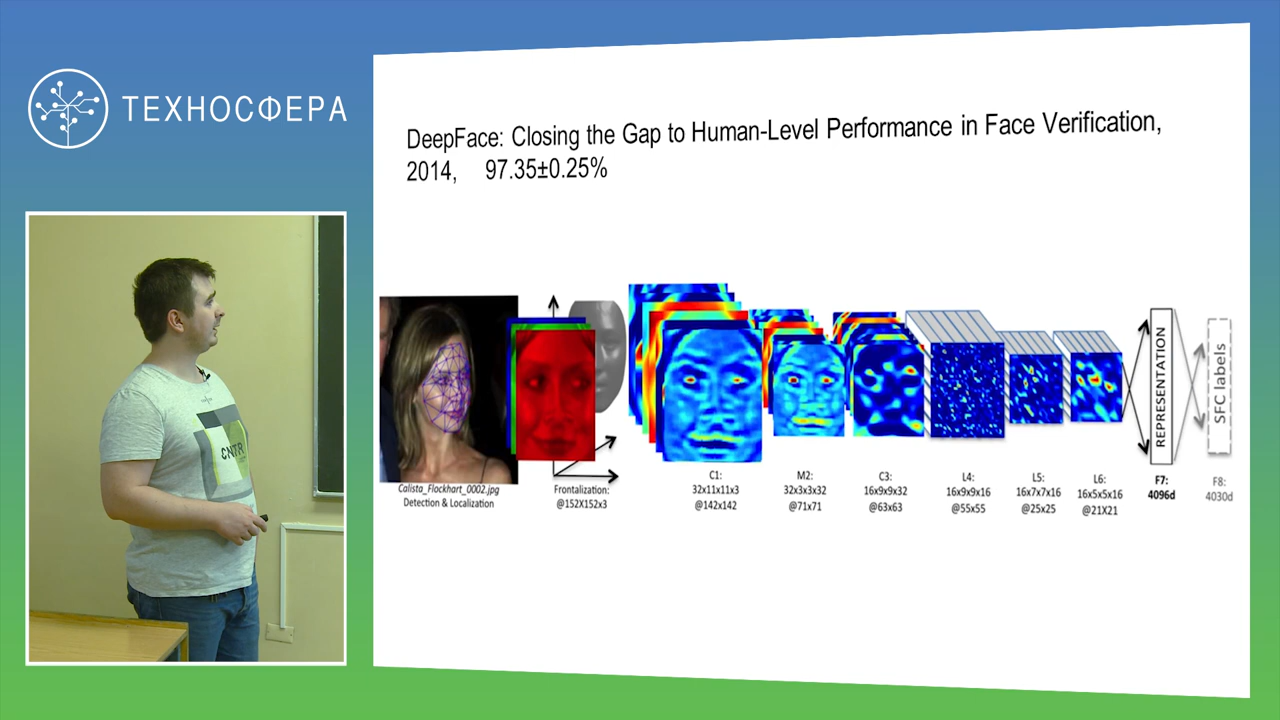 ТЕХНОСФЕРА
DeepFace: Closing the Gap to Human-Level Performance in Face Verification,
2014, 97.35±0.25%
Calista_Flockhart_0002.jpg
Detection & Localization
Frontalization:
@152X152x3
C1:
32x11x11x3
@142x142
M2:
32x3x3x32
@71x71
C3:
16x9x9x32
@63x63
L4:
16x9x9x16
@55x55
L5:
16x7x7x16
@25x25
L6:
16x5x5x16
@21X21
REPRESENTATION
F7:
4096d
SFC labels
F8:
4030d